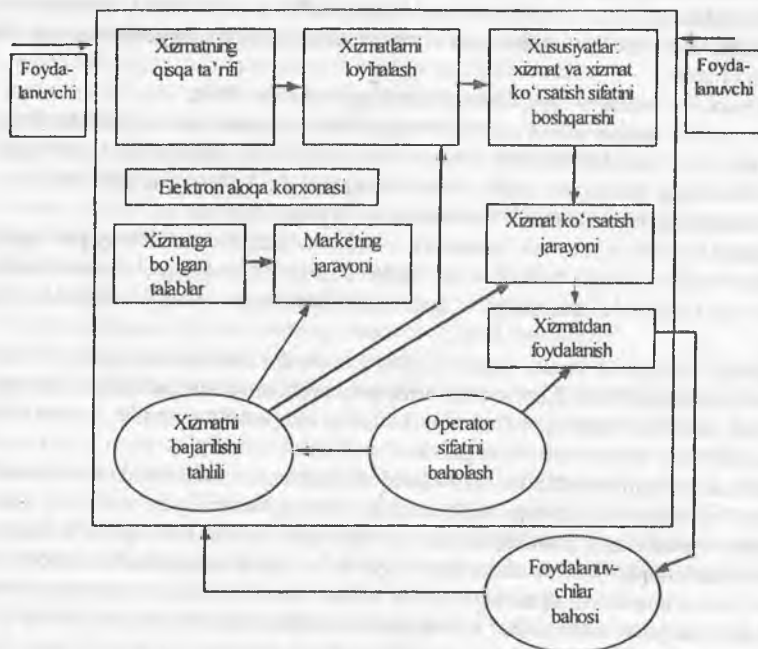 Foyda-
lanuvchi
Xizmatning
qisqa ta'rifi
Xizmatlarni
loyihalash
Xususiyatlar:
xizmat va xizmat
ko'rsatish sifatini
boshqarishi
Foyda-
lanuvchi
Elektron aloqa korxorasi
Xizmatga
bo'lgan
talablar
Marketing
jarayoni
Xizmat ko'rsatish
jarayoni
Xizmatdan
foydalanish
Xizmatni
bajarilishi
tahlili
Operator
sifatini
baholash
Foydalanuv-
chilar
bahosi